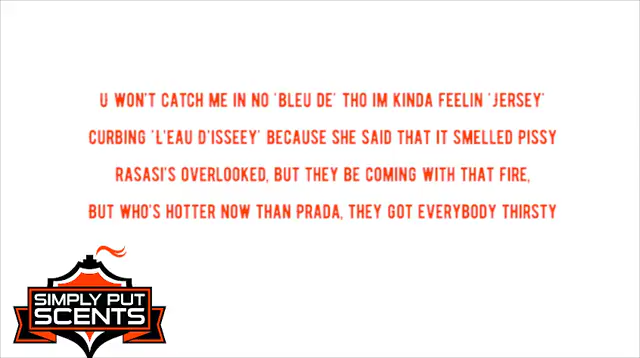 U WON'T CATCH ME IN NO 'BLEU DE' THO IM KINDA FEELIN 'JERSEY'
CURBING 'L'EAU D'ISSEEY' BECAUSE SHE SAID THAT IT SMELLED PISSY
RASASI'S OVERLOOKED, BUT THEY BE COMING WITH THAT FIRE,
BUT WHO'S HOTTER NOW THAN PRADA, THEY GOT EVERYBODY THIRSTY
SIMPLY PUT
SCENTS